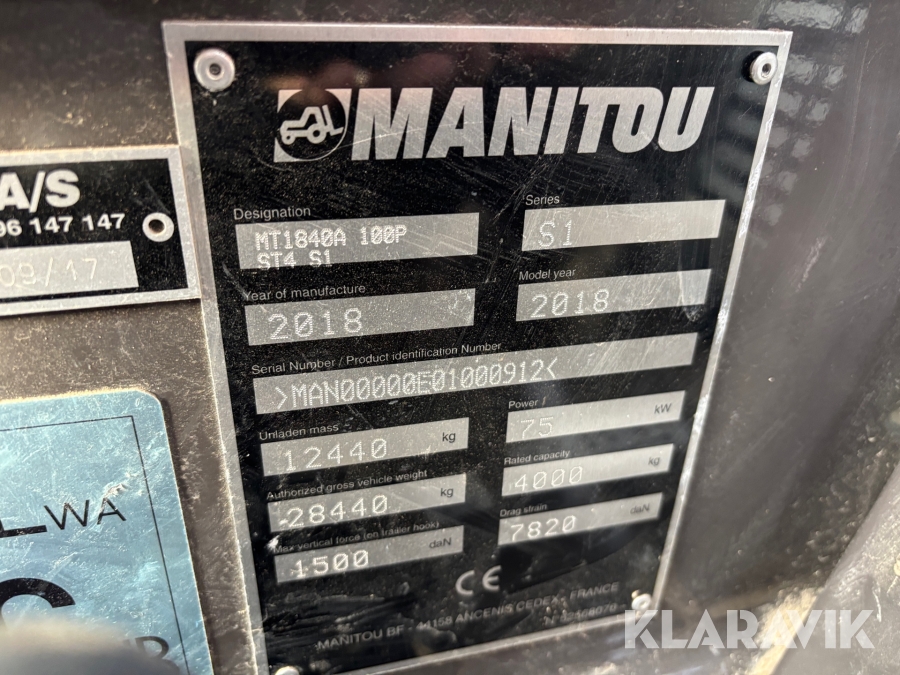 MANITOU
A/S
96 147 147
09/17
Designation
MT1840A 100P
ST4 S1
Series
S1
Year of manufacture
2018
Model year
2018
Serial Number / Product identification Number
>MAN00000E01000912<
Unladen mass
12440 kg
Power
75 kW
Authorized gross vehicle weight
28440 kg
Rated capacity
4000 kg
Max vertical force (on trailer hook)
1500 daN
Drag strain
7820 daN
CE
MANITOU BF - 44158 ANCENIS CEDEX - FRANCE
WA
KLARAVIK